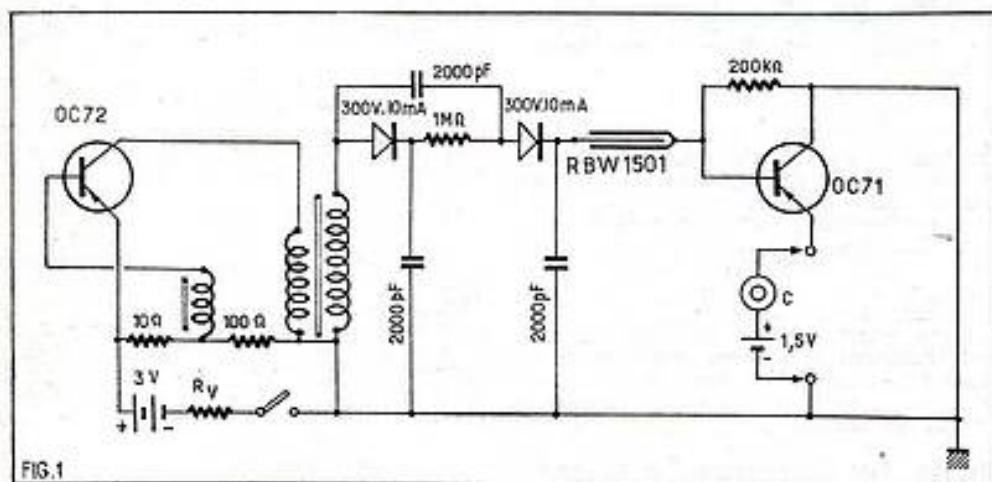 2000pF
200kΩ
OC72
300V.10mA
1MΩ
300V.10mA
RBW1501
OC71
C
10Ω
100Ω
2000pF
2000pF
+
1,5V
-
3V
RV
+
-
FIG.1